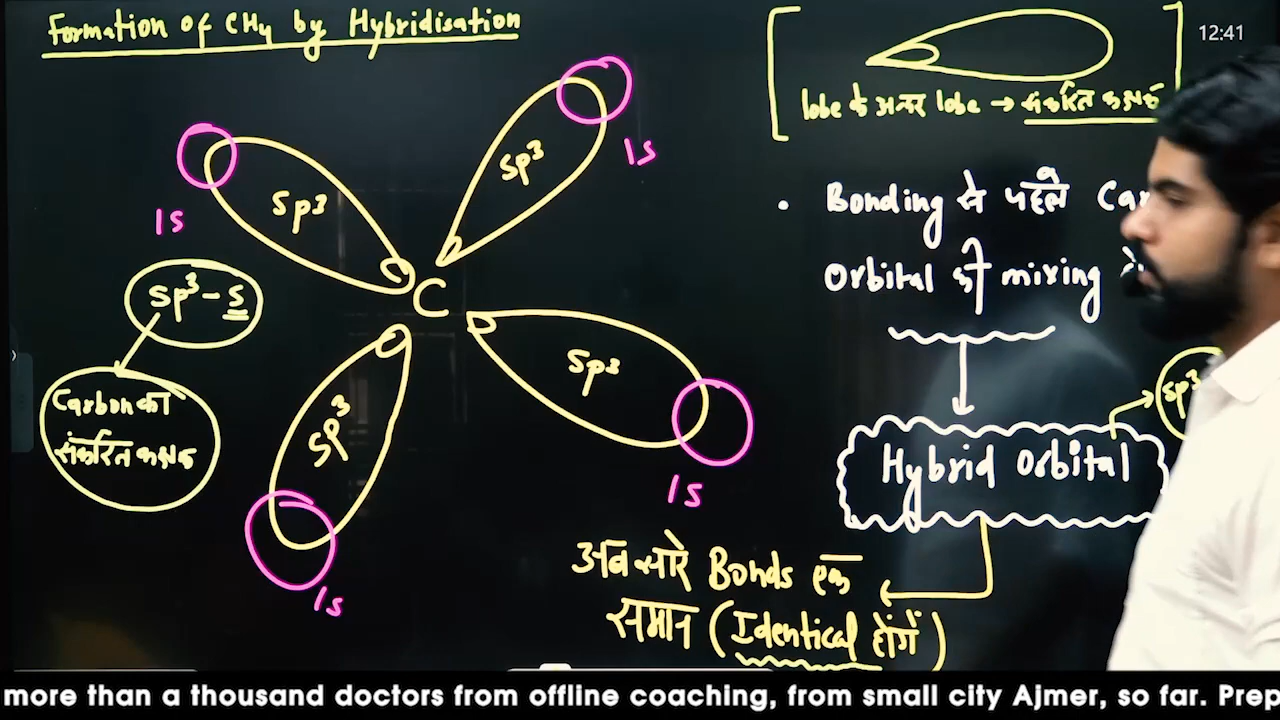 Formation of CH4 by Hybridisation
12:41
lobe के अन्दर lobe → संकरित कक्षक
sp³
1s
sp³
1s
• Bonding से पहले
Orbital की mixing
sp³ - s
C
Carbon का
संकरित कक्षक
sp³
1s
sp³
1s
sp³
Hybrid Orbital
अब सारे Bonds एक
समान (Identical होंगें)
more than a thousand doctors from offline coaching, from small city Ajmer, so far. Prep